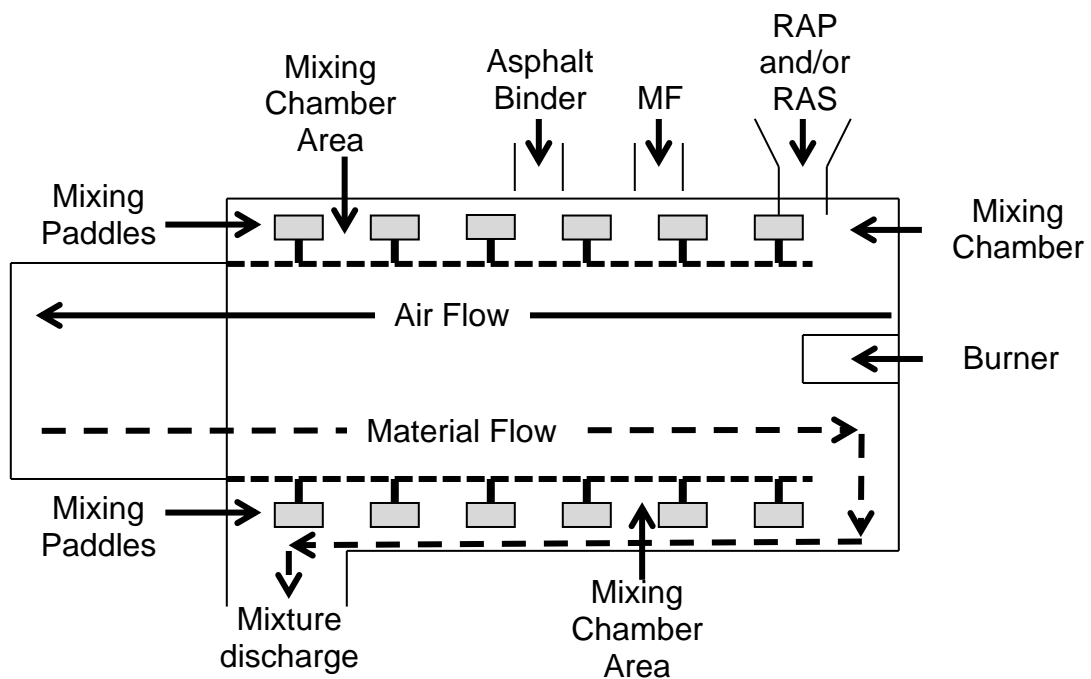 RAP
and/or
RAS
Mixing
Chamber
Area
Asphalt
Binder
MF
Mixing
Paddles
Mixing
Chamber
Air Flow
Burner
Material Flow
Mixing
Paddles
Mixture
discharge
Mixing
Chamber
Area